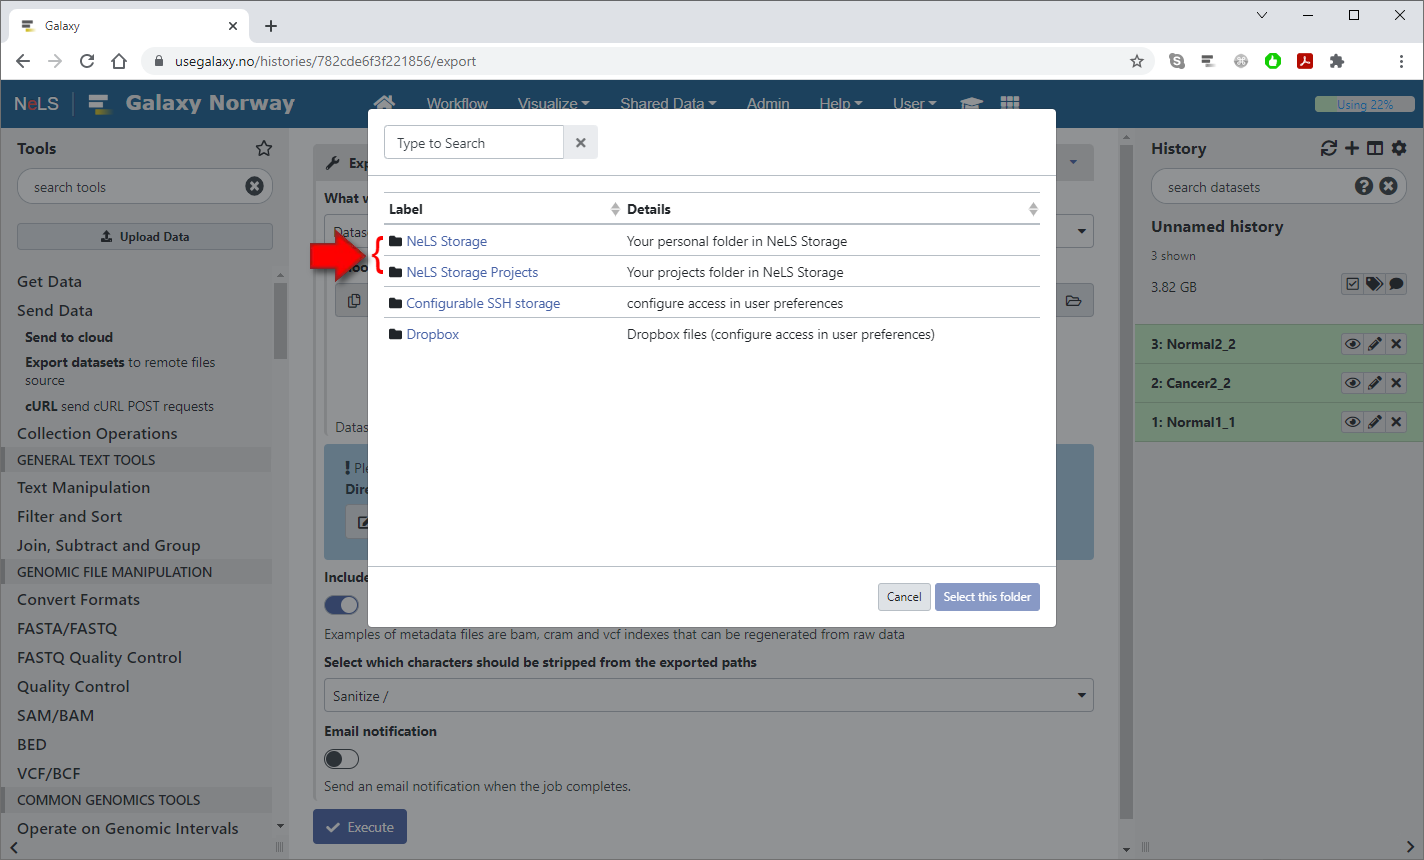 Galaxy
usegalaxy.no/histories/782cde6f3f221856/export
NeLS
Galaxy Norway
Workflow
Visualize
Shared Data
Admin
Help
User
Using 22%
Tools
search tools
Upload Data
Get Data
Send Data
Send to cloud
Export datasets to remote files
source
cURL send cURL POST requests
Collection Operations
GENERAL TEXT TOOLS
Text Manipulation
Filter and Sort
Join, Subtract and Group
GENOMIC FILE MANIPULATION
Convert Formats
FASTA/FASTQ
FASTQ Quality Control
Quality Control
SAM/BAM
BED
VCF/BCF
COMMON GENOMICS TOOLS
Operate on Genomic Intervals
Type to Search
Label Details
NeLS Storage Your personal folder in NeLS Storage
NeLS Storage Projects Your projects folder in NeLS Storage
Configurable SSH storage configure access in user preferences
Dropbox Dropbox files (configure access in user preferences)
Cancel
Select this folder
Examples of metadata files are bam, cram and vcf indexes that can be regenerated from raw data
Select which characters should be stripped from the exported paths
Sanitize /
Email notification
Send an email notification when the job completes.
Execute
History
search datasets
Unnamed history
3 shown
3.82 GB
3: Normal2_2
2: Cancer2_2
1: Normal1_1